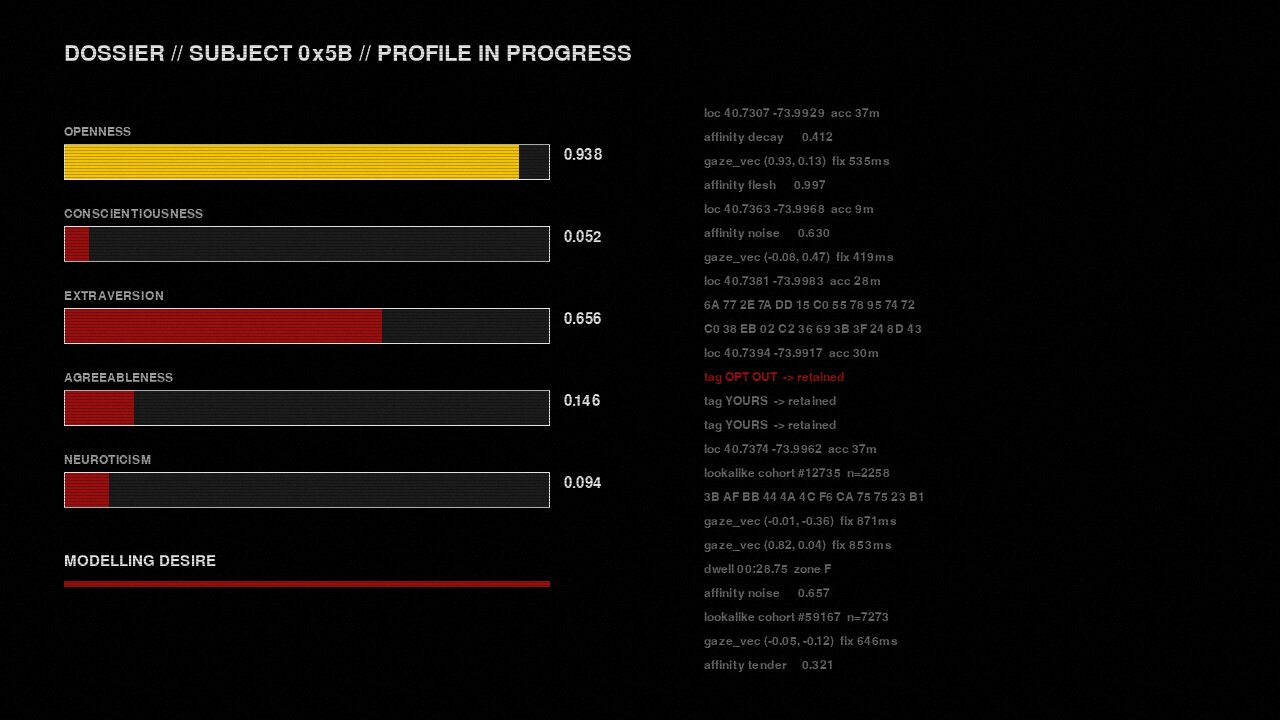 DOSSIER // SUBJECT 0x5B // PROFILE IN PROGRESS
OPENNESS
0.938
CONSCIENTIOUSNESS
0.052
EXTRAVERSION
0.656
AGREEABLENESS
0.146
NEUROTICISM
0.094
MODELLING DESIRE
loc 40.7307 -73.9929 acc 37m
affinity decay 0.412
gaze_vec (0.93, 0.13) fix 535ms
affinity flesh 0.997
loc 40.7363 -73.9968 acc 9m
affinity noise 0.630
gaze_vec (-0.08, 0.47) fix 419ms
loc 40.7381 -73.9983 acc 28m
6A 77 2E 7A DD 15 C0 55 78 95 74 72
C0 38 EB 02 C2 36 69 3B 3F 24 8D 43
loc 40.7394 -73.9917 acc 30m
tag OPT OUT -> retained
tag YOURS -> retained
tag YOURS -> retained
loc 40.7374 -73.9962 acc 37m
lookalike cohort #12735 n=2258
3B AF BB 44 4A 4C F6 CA 75 75 23 B1
gaze_vec (-0.01, -0.36) fix 871ms
gaze_vec (0.82, 0.04) fix 853ms
dwell 00:28.75 zone F
affinity noise 0.657
lookalike cohort #59167 n=7273
gaze_vec (-0.05, -0.12) fix 646ms
affinity tender 0.321